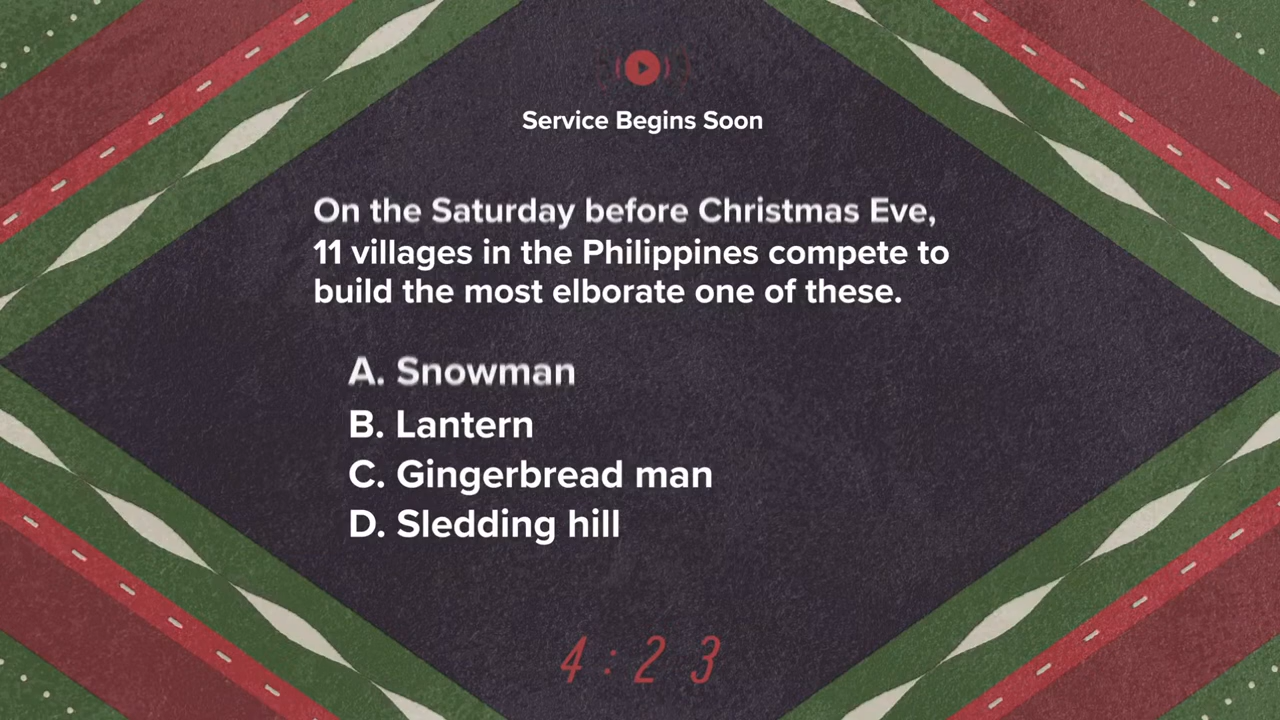 Service Begins Soon
On the Saturday before Christmas Eve,
11 villages in the Philippines compete to
build the most elborate one of these.
A. Snowman
B. Lantern
C. Gingerbread man
D. Sledding hill
4:23